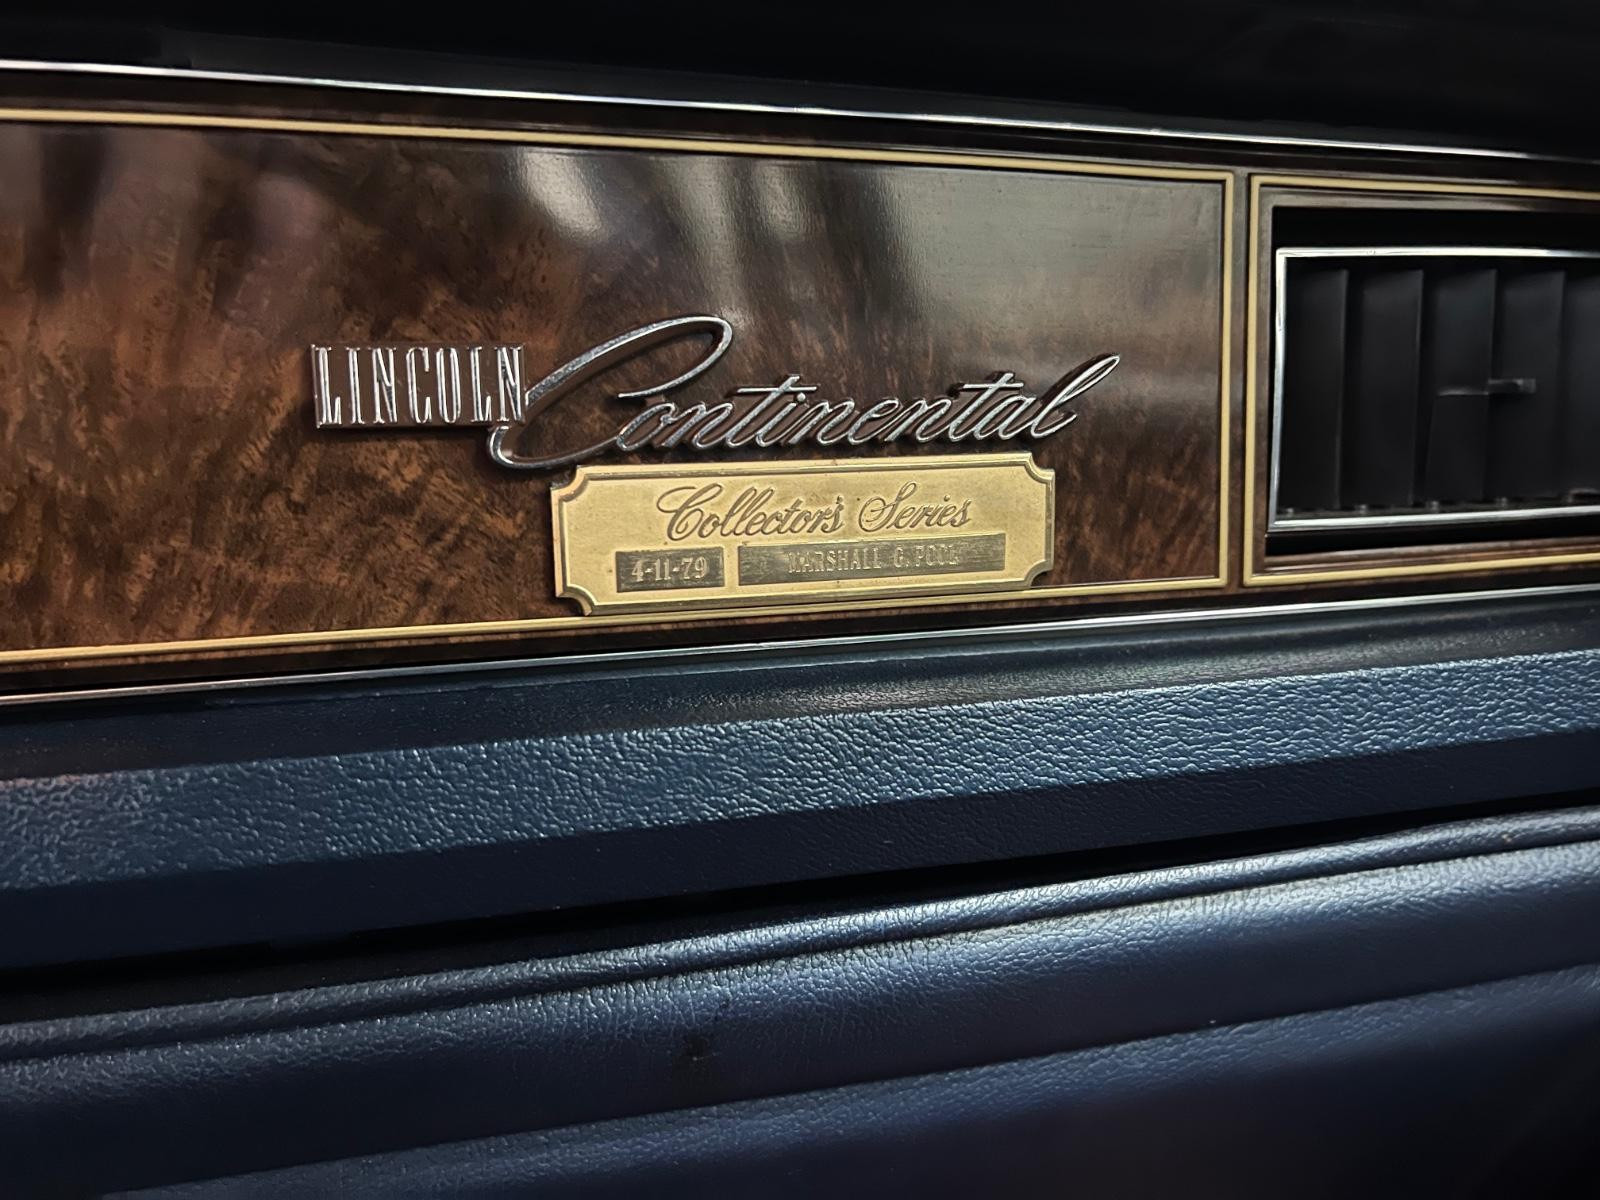 LINCOLN Continental
Collector's Series
4-11-79 MARSHALL G. POOL